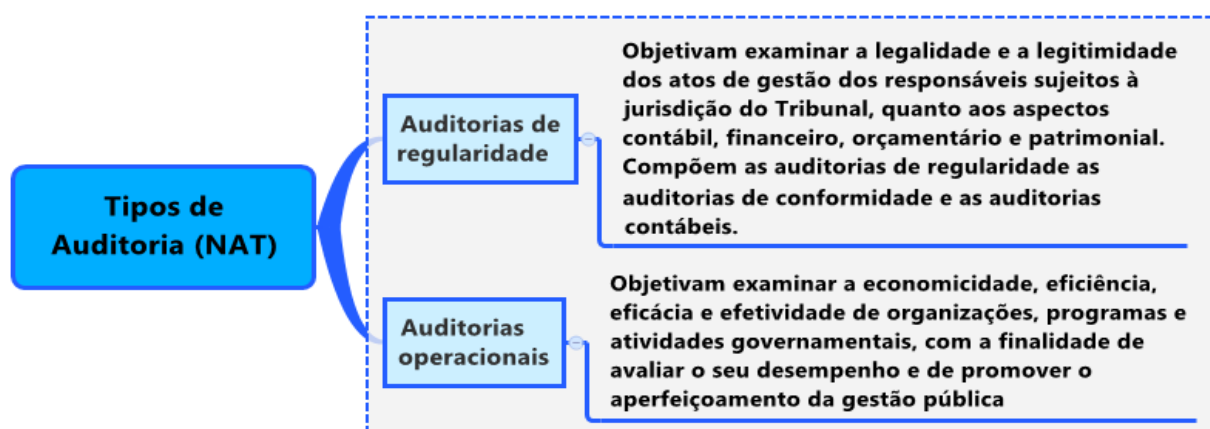 Tipos de
Auditoria (NAT)
Auditorias de
regularidade
Objetivam examinar a legalidade e a legitimidade
dos atos de gestão dos responsáveis sujeitos à
jurisdição do Tribunal, quanto aos aspectos
contábil, financeiro, orçamentário e patrimonial.
Compõem as auditorias de regularidade as
auditorias de conformidade e as auditorias
contábeis.
Auditorias
operacionais
Objetivam examinar a economicidade, eficiência,
eficácia e efetividade de organizações, programas e
atividades governamentais, com a finalidade de
avaliar o seu desempenho e de promover o
aperfeiçoamento da gestão pública